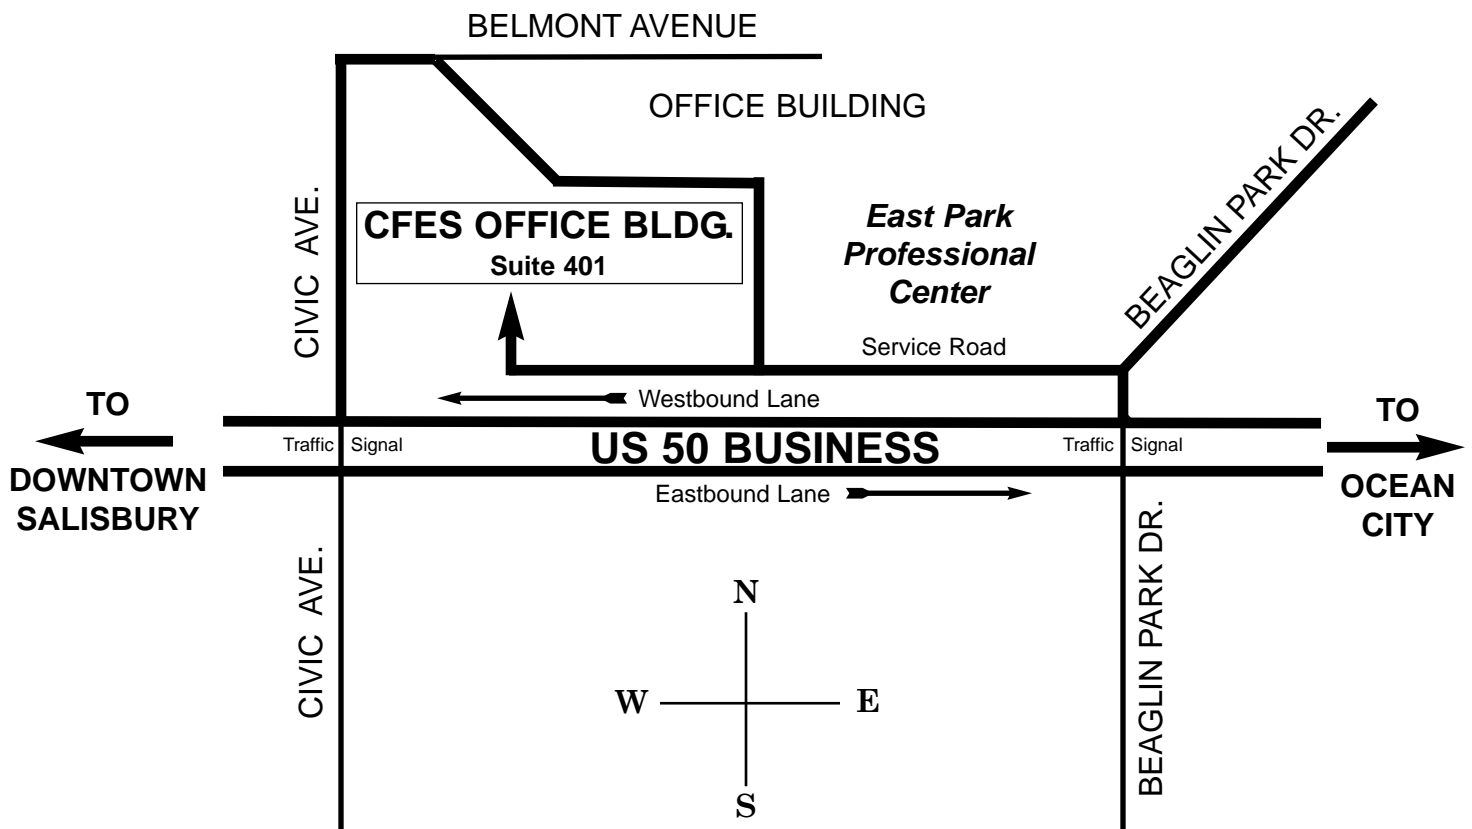 BELMONT AVENUE
OFFICE BUILDING
BEAGLIN PARK DR.
CIVIC AVE.
CFES OFFICE BLDG.
Suite 401
East Park
Professional
Center
Service Road
Westbound Lane
TO
DOWNTOWN
SALISBURY
Traffic Signal
US 50 BUSINESS
Traffic Signal
TO
OCEAN
CITY
Eastbound Lane
CIVIC AVE.
BEAGLIN PARK DR.
N
W
E
S